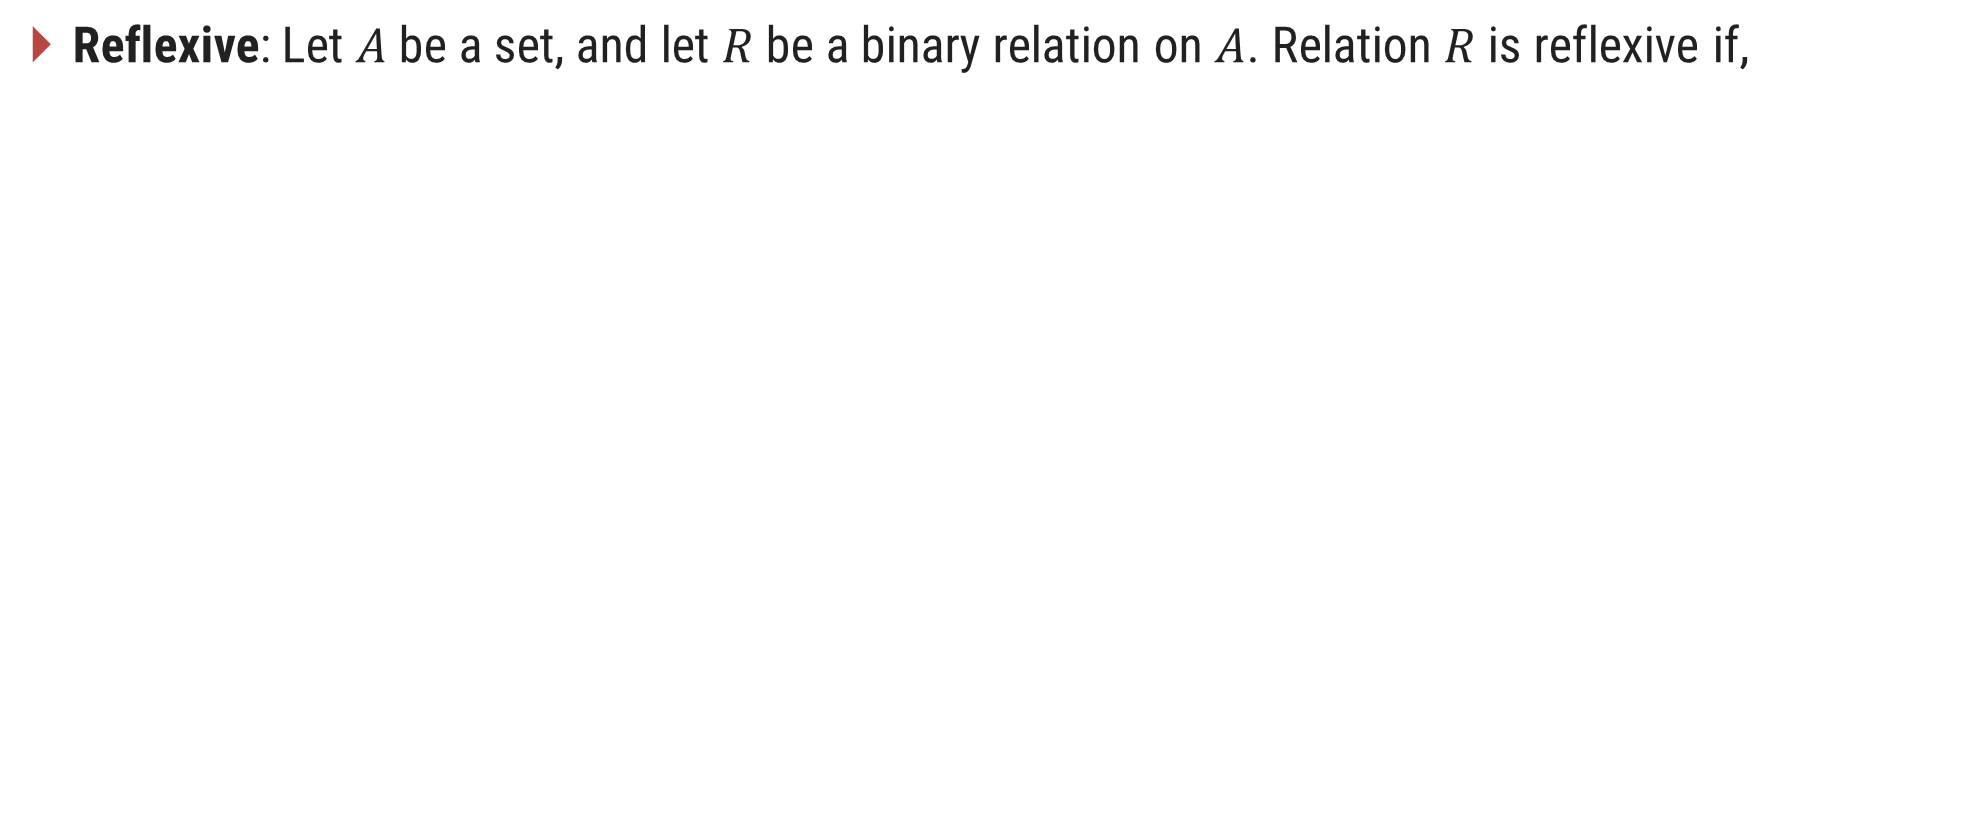 Reflexive: Let A be a set, and let R be a binary relation on A. Relation R is reflexive if,